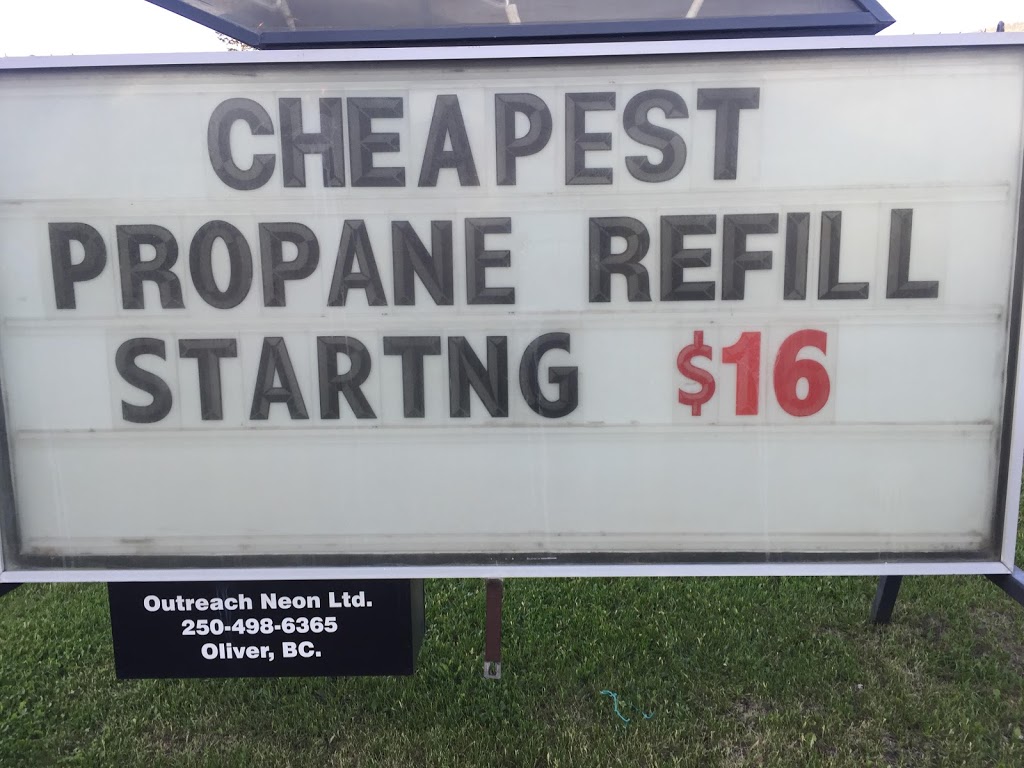 CHEAPEST
PROPANE REFILL
STARTNG $16
Outreach Neon Ltd.
250-498-6365
Oliver, BC.